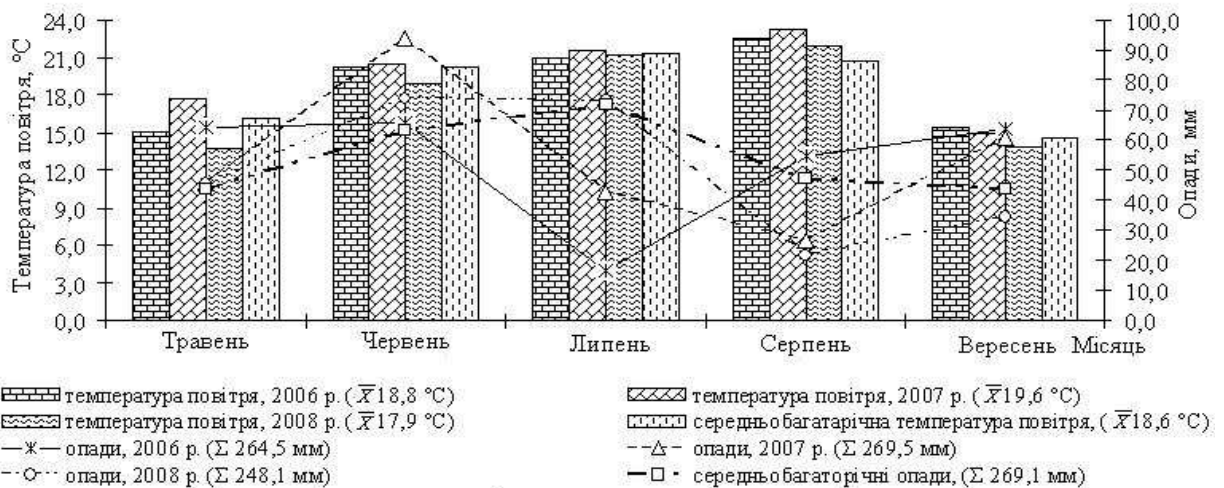 Температура повітря, °С
24,0
21,0
18,0
15,0
12,0
9,0
6,0
3,0
0,0
100,0
90,0
80,0
70,0
60,0
50,0
40,0
30,0
20,0
10,0
0,0
Опади, мм
Травень Червень Липень Серпень Вересень Місяць
температура повітря, 2006 р. (X̅ 18,8 °С)
температура повітря, 2007 р. (X̅ 19,6 °С)
температура повітря, 2008 р. (X̅ 17,9 °С)
середньобагатарічна температура повітря, (X̅ 18,6 °С)
опади, 2006 р. (Σ 264,5 мм)
опади, 2007 р. (Σ 269,5 мм)
опади, 2008 р. (Σ 248,1 мм)
середньобагаторічні опади, (Σ 269,1 мм)